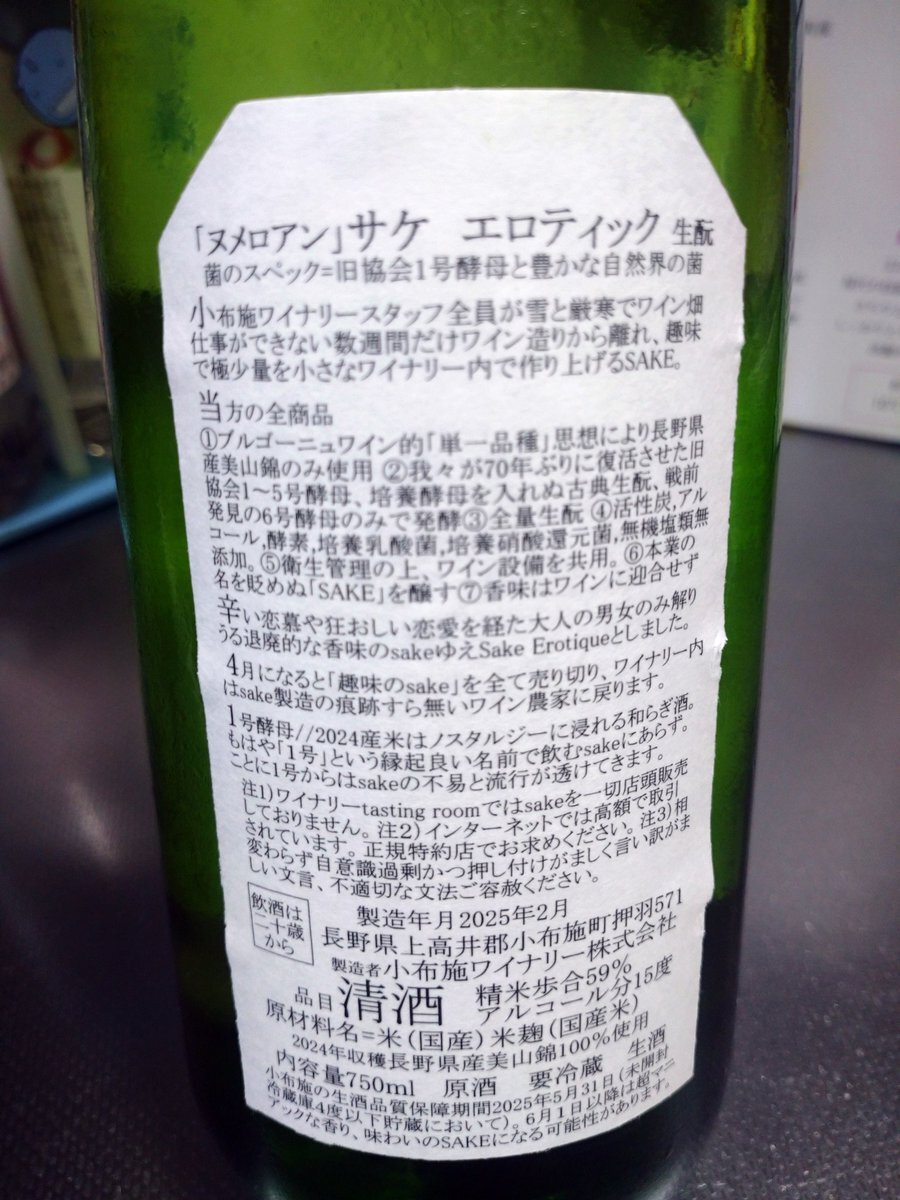 「ヌメロアン」サケ　エロティック 生酛
菌のスペック=旧協会1号酵母と豊かな自然界の菌
小布施ワイナリースタッフ全員が雪と厳寒でワイン畑
仕事ができない数週間だけワイン造りから離れ、趣味
で極少量を小さなワイナリー内で作り上げるSAKE。
当方の全商品
①ブルゴーニュワイン的「単一品種」思想により長野県
産美山錦のみ使用 ②我々が70年ぶりに復活させた旧
協会1～5号酵母、培養酵母を入れぬ古典生酛、戦前
発見の6号酵母のみで発酵③全量生酛 ④活性炭,アル
コール,酵素,培養乳酸菌,培養硝酸還元菌,無機塩類無
添加。⑤衛生管理の上、ワイン設備を共用。⑥本業の
名を貶めぬ「SAKE」を醸す⑦香味はワインに迎合せず
辛い恋慕や狂おしい恋愛を経た大人の男女のみ解り
うる退廃的な香味のsakeゆえSake Erotiqueとしました。
4月になると「趣味のsake」を全て売り切り、ワイナリー内
はsake製造の痕跡すら無いワイン農家に戻ります。
1号酵母//2024産米はノスタルジーに浸れる和らぎ酒。
もはや「1号」という縁起良い名前で飲むsakeにあらず。
ことに1号からはsakeの不易と流行が透けてきます。
注1)ワイナリーtasting roomではsakeを一切店頭販売
しておりません。注2)インターネットでは高額で取引
されています。正規特約店でお求めください。注3)相
変わらず自意識過剰かつ押し付けがましく言い訳がま
しい文言、不適切な文法ご容赦ください。
飲酒は
二十歳
から
製造年月2025年2月
長野県上高井郡小布施町押羽571
製造者小布施ワイナリー株式会社
品目清酒　精米歩合59%
アルコール分15度
原材料名=米(国産)米麹(国産米)
2024年収穫長野県産美山錦100%使用
内容量750ml　原酒　要冷蔵　生酒
小布施の生酒品質保障期間2025年5月31日(未開封
冷蔵庫4度以下貯蔵において)。6月1日以降は超マニ
アックな香り、味わいのSAKEになる可能性があります。